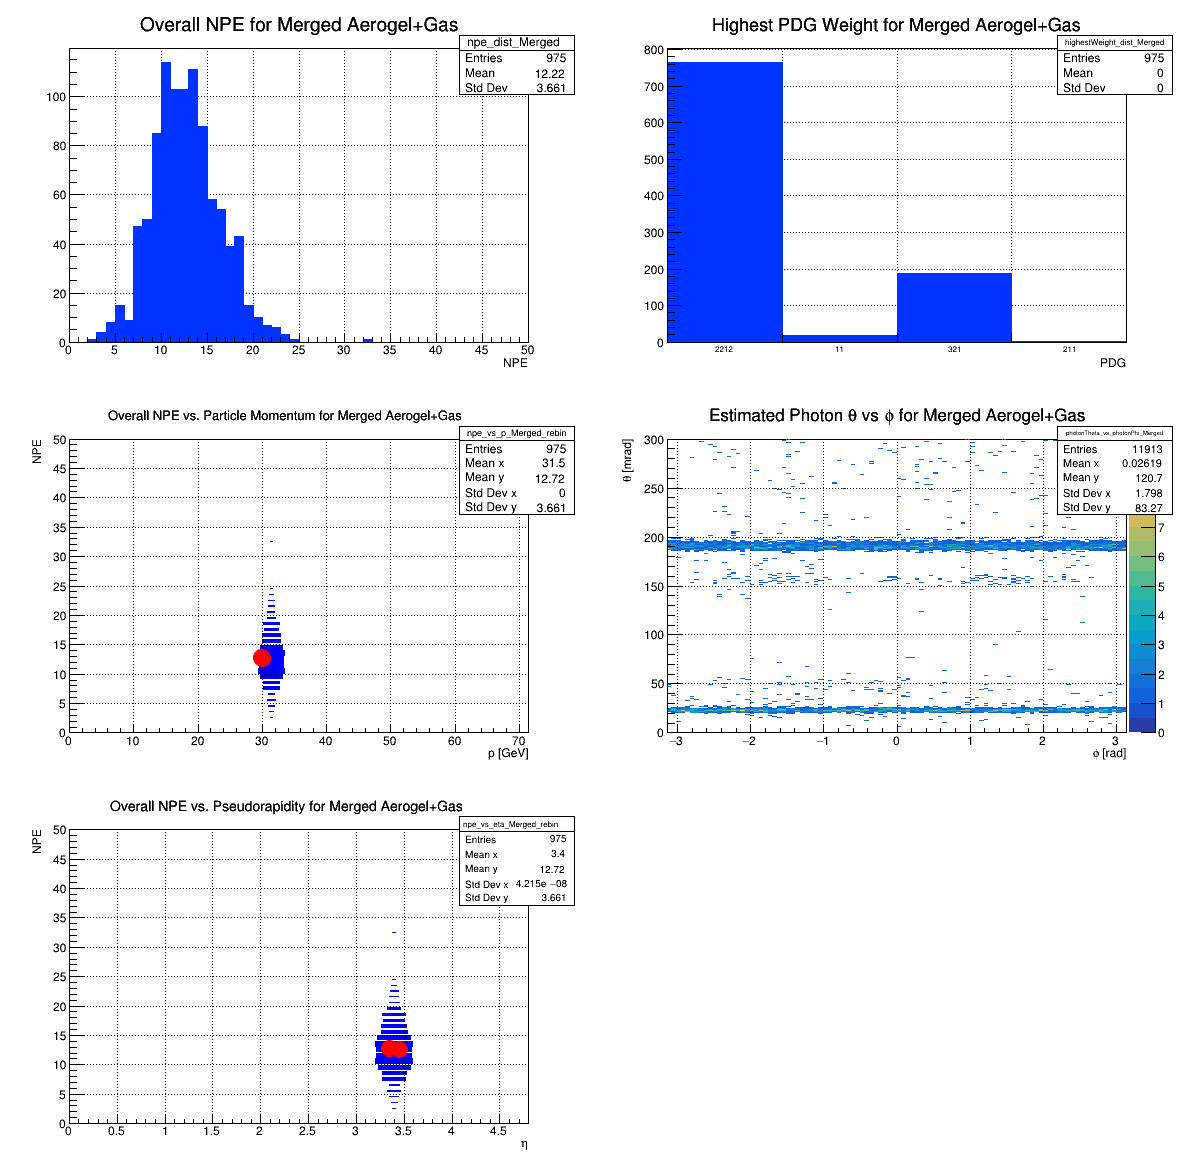 Overall NPE for Merged Aerogel+Gas
npe_dist_Merged
Entries 975
Mean 12.22
Std Dev 3.661
100
80
60
40
20
0
0 5 10 15 20 25 30 35 40 45 50
NPE
Highest PDG Weight for Merged Aerogel+Gas
highestWeight_dist_Merged
Entries 975
Mean 0
Std Dev 0
800
700
600
500
400
300
200
100
0
2212 11 321 211
PDG
Overall NPE vs. Particle Momentum for Merged Aerogel+Gas
npe_vs_p_Merged_rebin
Entries 975
Mean x 31.5
Mean y 12.72
Std Dev x 0
Std Dev y 3.661
NPE
50
45
40
35
30
25
20
15
10
5
0
0 10 20 30 40 50 60 70
p [GeV]
Estimated Photon θ vs ϕ for Merged Aerogel+Gas
photonTheta_vs_photonPhi_Merged
Entries 11913
Mean x 0.02619
Mean y 120.7
Std Dev x 1.798
Std Dev y 83.27
θ [mrad]
300
250
200
150
100
50
0
−3 −2 −1 0 1 2 3
ϕ [rad]
7
6
5
4
3
2
1
0
Overall NPE vs. Pseudorapidity for Merged Aerogel+Gas
npe_vs_eta_Merged_rebin
Entries 975
Mean x 3.4
Mean y 12.72
Std Dev x 4.215e −08
Std Dev y 3.661
NPE
50
45
40
35
30
25
20
15
10
5
0
0 0.5 1 1.5 2 2.5 3 3.5 4 4.5
η